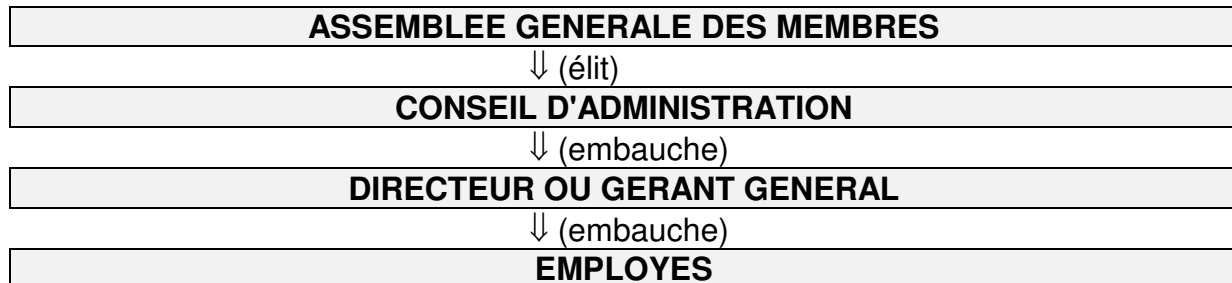 ASSEMBLEE GENERALE DES MEMBRES
⇓ (élit)
CONSEIL D'ADMINISTRATION
⇓ (embauche)
DIRECTEUR OU GERANT GENERAL
⇓ (embauche)
EMPLOYES